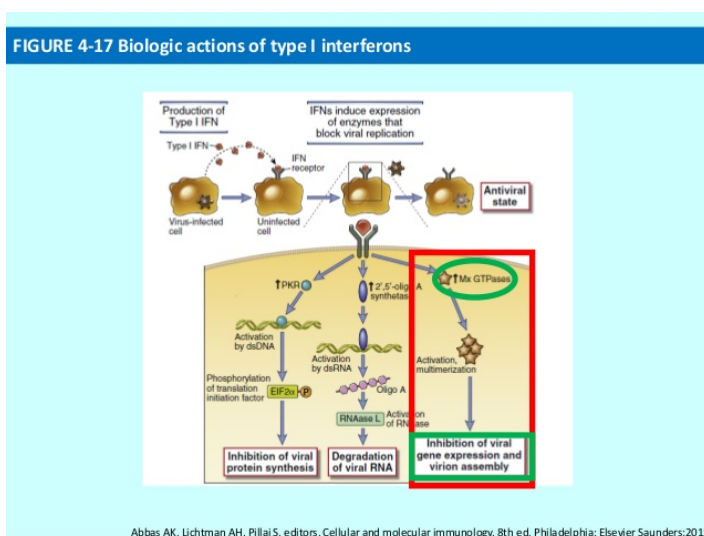 FIGURE 4-17 Biologic actions of type I interferons
Production of
Type I IFN
IFNs induce expression
of enzymes that
block viral replication
Type I IFN
IFN
receptor
Virus-infected
cell
Uninfected
cell
Antiviral
state
PKR
2',5'-oligo A
synthetase
Mx GTPases
Activation
by dsDNA
Activation
by dsRNA
Activation,
multimerization
Phosphorylation
of translation
initiation factor
EIF2α
P
Oligo A
RNAase L
Activation
of RNase
Inhibition of viral
protein synthesis
Degradation
of viral RNA
Inhibition of viral
gene expression and
virion assembly
Abbas AK, Lichtman AH, Pillai S, editors. Cellular and molecular immunology. 8th ed. Philadelphia: Elsevier Saunders;201